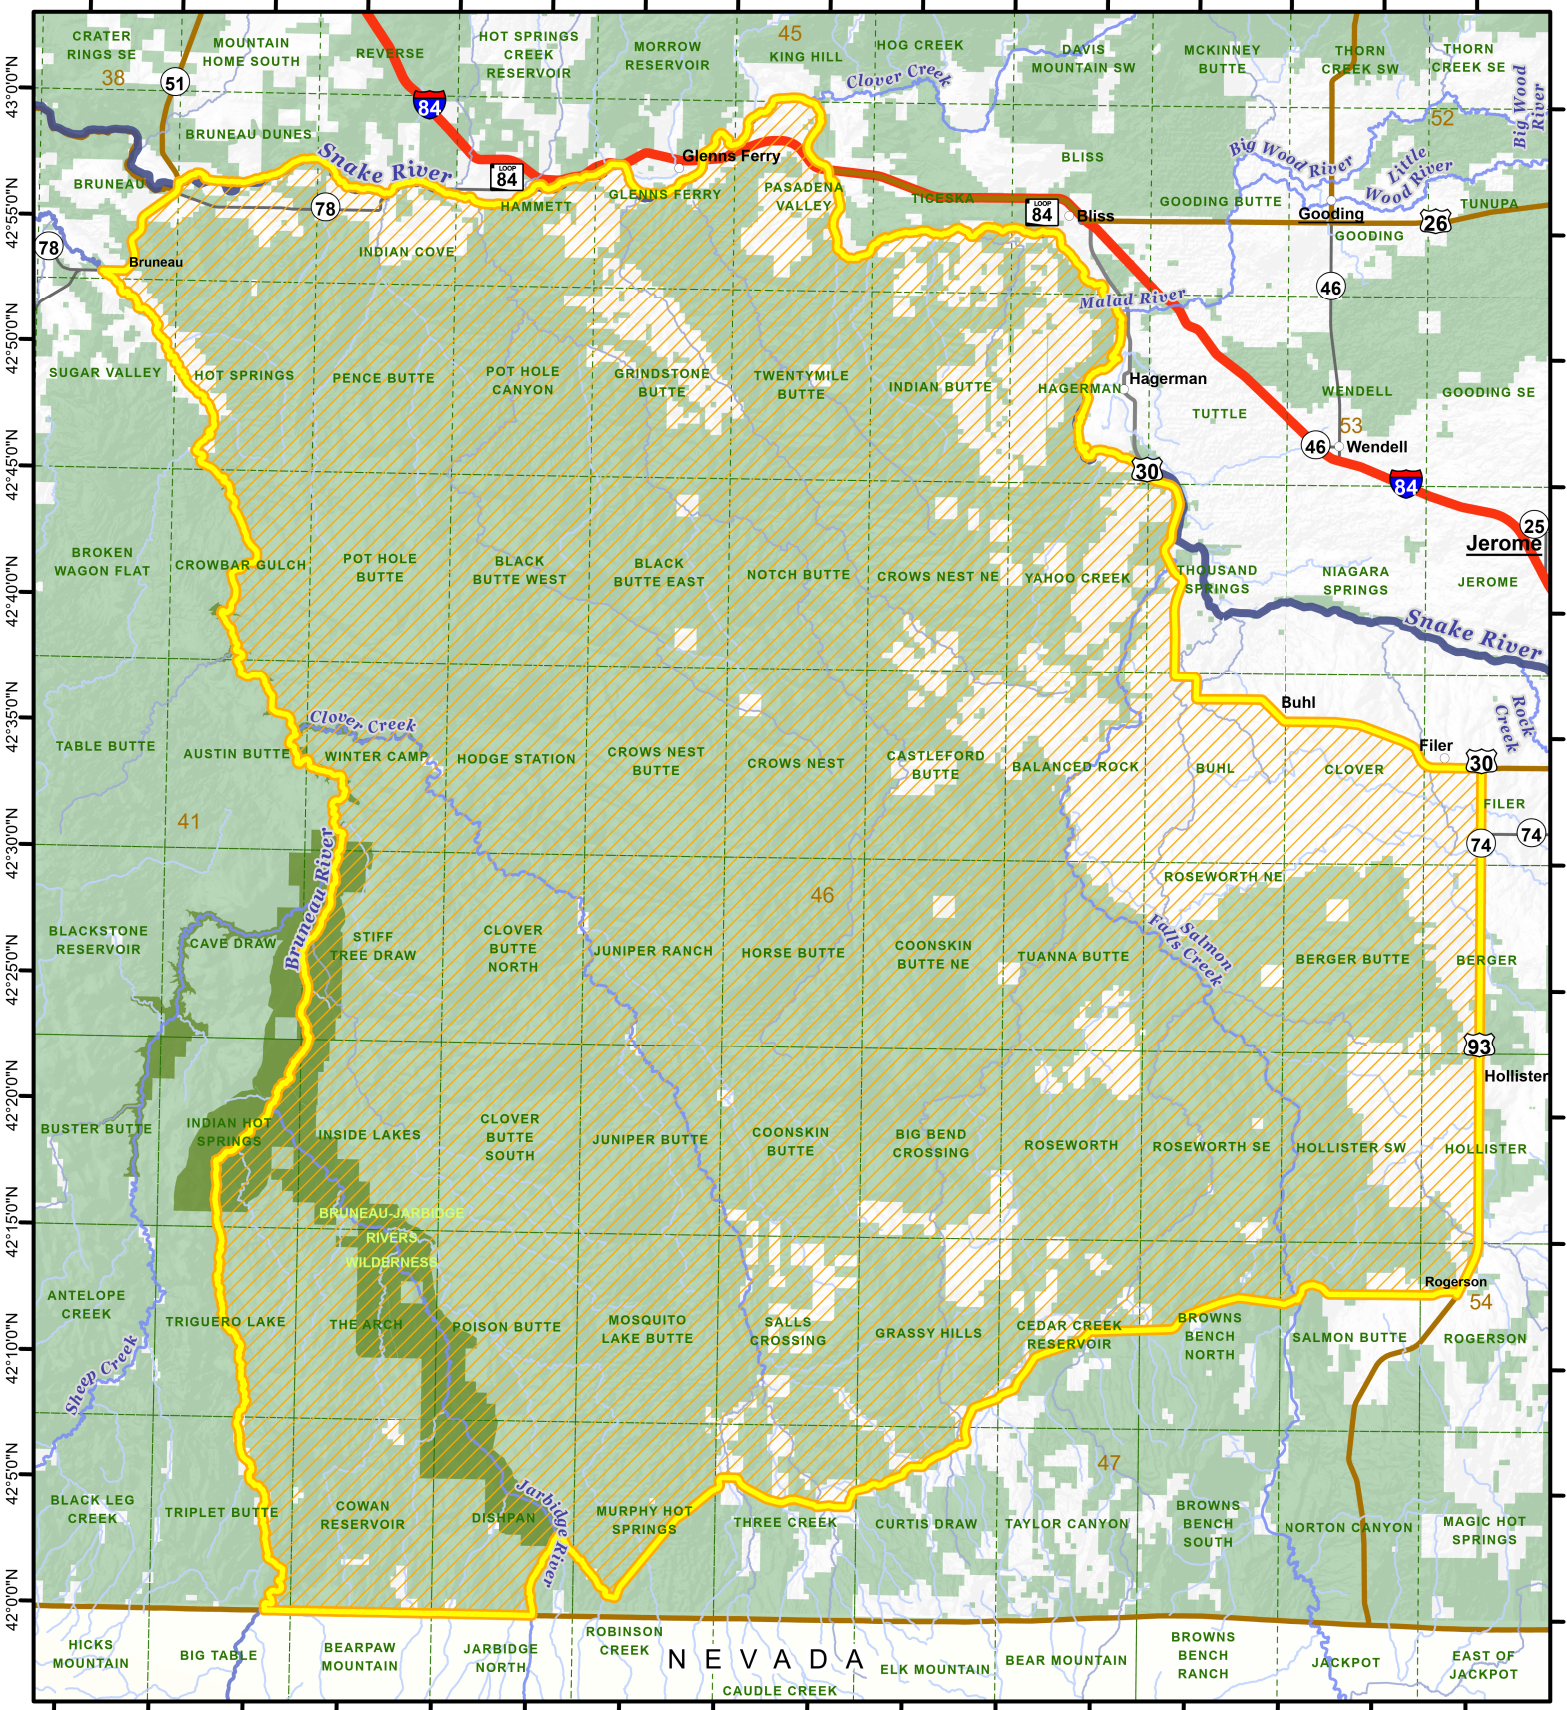 CRATER
RINGS SE
38
51
MOUNTAIN
HOME SOUTH
REVERSE
84
HOT SPRINGS
CREEK
RESERVOIR
MORROW
RESERVOIR
45
KING HILL
HOG CREEK
Clover Creek
DAVIS
MOUNTAIN SW
MCKINNEY
BUTTE
THORN
CREEK SW
THORN
CREEK SE
52
Big Wood
River
43°0'0"N
BRUNEAU DUNES
Snake River
LOOP
84
Glenns Ferry
BLISS
Big Wood River
Little
Wood River
BRUNEAU
78
HAMMETT
GLENNS FERRY
PASADENA
VALLEY
TICESKA
LOOP
84
Bliss
GOODING BUTTE
Gooding
GOODING
26
TUNUPA
42°55'0"N
78
Bruneau
INDIAN COVE
46
Malad River
42°50'0"N
SUGAR VALLEY
HOT SPRINGS
PENCE BUTTE
POT HOLE
CANYON
GRINDSTONE
BUTTE
TWENTYMILE
BUTTE
INDIAN BUTTE
HAGERMAN
Hagerman
TUTTLE
WENDELL
GOODING SE
53
46
Wendell
42°45'0"N
30
84
25
Jerome
BROKEN
WAGON FLAT
CROWBAR GULCH
POT HOLE
BUTTE
BLACK
BUTTE WEST
BLACK
BUTTE EAST
NOTCH BUTTE
CROWS NEST NE
YAHOO CREEK
THOUSAND
SPRINGS
NIAGARA
SPRINGS
JEROME
42°40'0"N
Snake River
42°35'0"N
TABLE BUTTE
AUSTIN BUTTE
Clover Creek
WINTER CAMP
HODGE STATION
CROWS NEST
BUTTE
CROWS NEST
CASTLEFORD
BUTTE
BALANCED ROCK
BUHL
Buhl
CLOVER
Filer
30
Rock
Creek
FILER
74
74
41
42°30'0"N
Bruneau River
46
ROSEWORTH NE
BLACKSTONE
RESERVOIR
CAVE DRAW
STIFF
TREE DRAW
CLOVER
BUTTE
NORTH
JUNIPER RANCH
HORSE BUTTE
COONSKIN
BUTTE NE
TUANNA BUTTE
Salmon
Falls Creek
BERGER BUTTE
BERGER
42°25'0"N
93
Hollister
42°20'0"N
BUSTER BUTTE
INDIAN HOT
SPRINGS
INSIDE LAKES
CLOVER
BUTTE
SOUTH
JUNIPER BUTTE
COONSKIN
BUTTE
BIG BEND
CROSSING
ROSEWORTH
ROSEWORTH SE
HOLLISTER SW
HOLLISTER
42°15'0"N
BRUNEAU-JARBIDGE
RIVERS
WILDERNESS
Rogerson
54
ANTELOPE
CREEK
TRIGUERO LAKE
THE ARCH
POISON BUTTE
MOSQUITO
LAKE BUTTE
SALLS
CROSSING
GRASSY HILLS
CEDAR CREEK
RESERVOIR
BROWNS
BENCH
NORTH
SALMON BUTTE
ROGERSON
42°10'0"N
Sheep Creek
42°5'0"N
47
BLACK LEG
CREEK
TRIPLET BUTTE
COWAN
RESERVOIR
DISHPAN
Jarbidge River
MURPHY HOT
SPRINGS
THREE CREEK
CURTIS DRAW
TAYLOR CANYON
BROWNS
BENCH
SOUTH
NORTON CANYON
MAGIC HOT
SPRINGS
42°0'0"N
HICKS
MOUNTAIN
BIG TABLE
BEARPAW
MOUNTAIN
JARBIDGE
NORTH
ROBINSON
CREEK
NEVADA
CAUDLE CREEK
ELK MOUNTAIN
BEAR MOUNTAIN
BROWNS
BENCH
RANCH
JACKPOT
EAST OF
JACKPOT